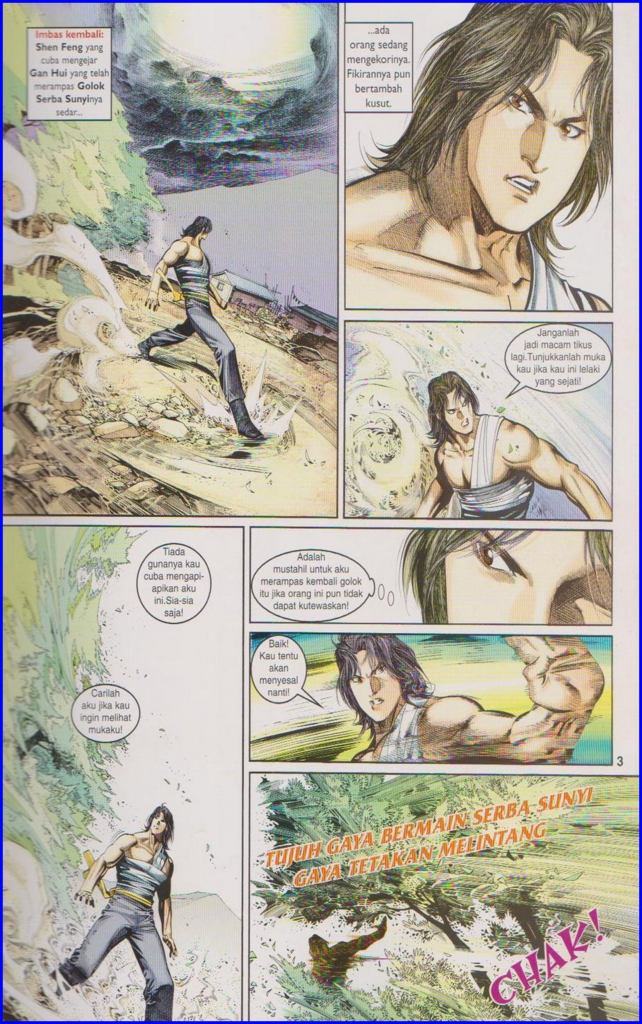 Imbas kembali:
Shen Feng yang
cuba mengejar
Gan Hui yang telah
merampas Golok
Serba Sunyinya
sedar...
...ada
orang sedang
mengekorinya.
Fikirannya pun
bertambah
kusut.
Janganlah
jadi macam tikus
lagi.Tunjukkanlah muka
kau jika kau ini lelaki
yang sejati!
Tiada
gunanya kau
cuba mengapi-
apikan aku
ini.Sia-sia
saja!
Carilah
aku jika kau
ingin melihat
mukaku!
Adalah
mustahil untuk aku
merampas kembali golok
itu jika orang ini pun tidak
dapat kutewaskan!
Baik!
Kau tentu
akan
menyesal
nanti!
3
TUJUH GAYA BERMAIN SERBA SUNYI
GAYA TETAKAN MELINTANG
CHAK!